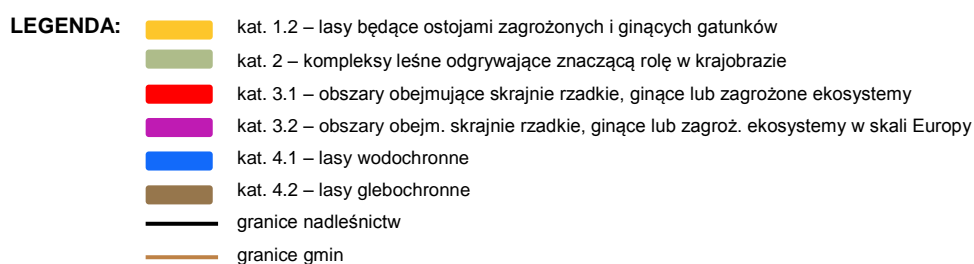 LEGENDA: kat. 1.2 – lasy będące ostojami zagrożonych i ginących gatunków
kat. 2 – kompleksy leśne odgrywające znaczącą rolę w krajobrazie
kat. 3.1 – obszary obejmujące skrajnie rzadkie, ginące lub zagrożone ekosystemy
kat. 3.2 – obszary obejm. skrajnie rzadkie, ginące lub zagroż. ekosystemy w skali Europy
kat. 4.1 – lasy wodochronne
kat. 4.2 – lasy glebochronne
granice nadleśnictw
granice gmin